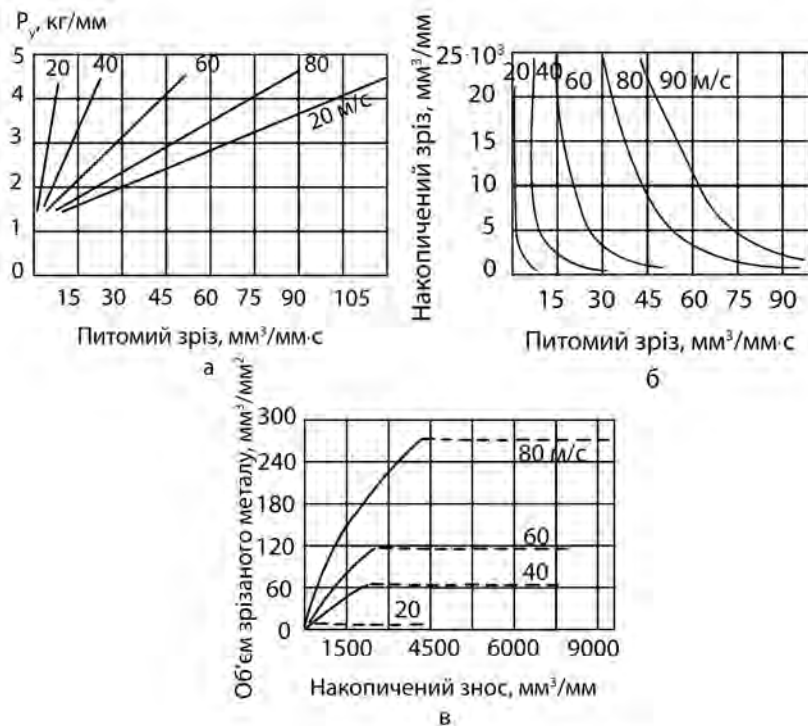 Pу, кг/мм
5
4
3
2
1
0
20
40
60
80
20 м/с
15 30 45 60 75 90 105
Питомий зріз, мм³/мм·с
а
Накопичений зріз, мм³/мм
25 10³
20
15
10
5
0
20 40 60 80 90 м/с
15 30 45 60 75 90
Питомий зріз, мм³/мм·с
б
Об'єм зрізаного металу, мм³/мм²
300
240
180
120
60
0
80 м/с
60
40
20
1500 4500 6000 9000
Накопичений знос, мм³/мм
в